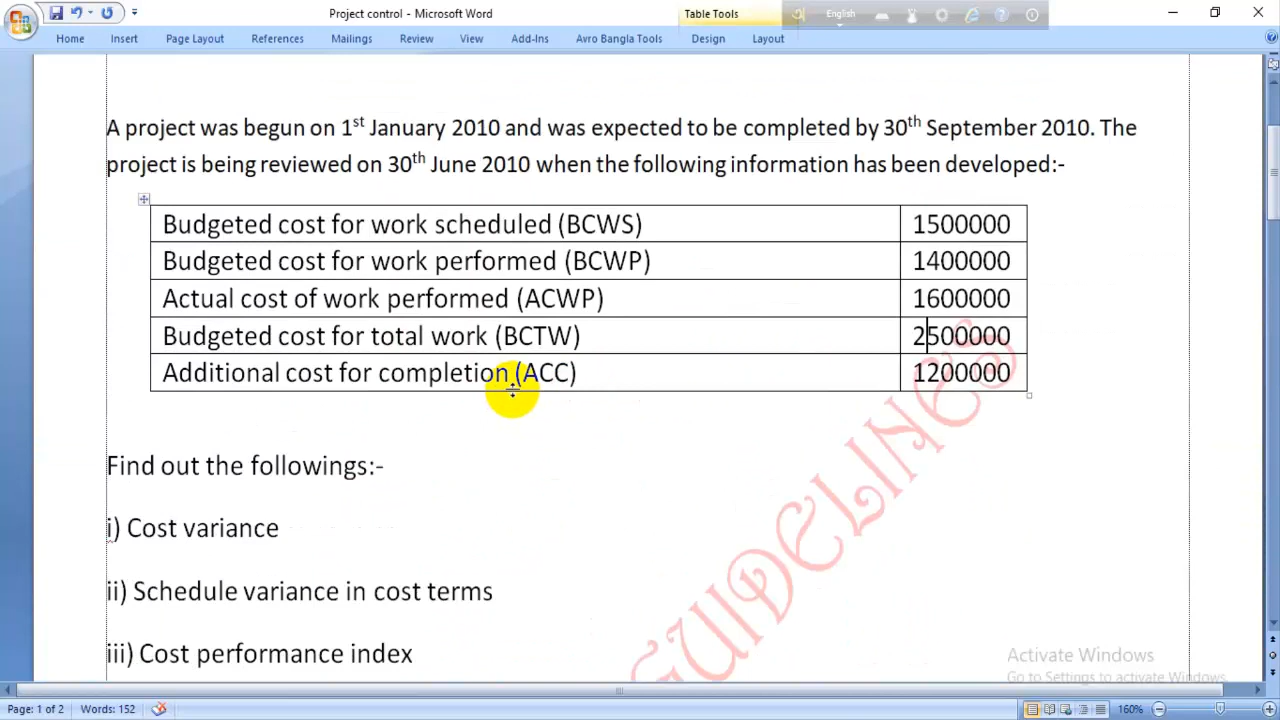 Project control - Microsoft Word
Table Tools
English
Home Insert Page Layout References Mailings Review View Add-Ins Avro Bangla Tools Design Layout
A project was begun on 1st January 2010 and was expected to be completed by 30th September 2010. The
project is being reviewed on 30th June 2010 when the following information has been developed:-
Budgeted cost for work scheduled (BCWS) 1500000
Budgeted cost for work performed (BCWP) 1400000
Actual cost of work performed (ACWP) 1600000
Budgeted cost for total work (BCTW) 2500000
Additional cost for completion (ACC) 1200000
Find out the followings:-
i) Cost variance
ii) Schedule variance in cost terms
iii) Cost performance index
GUIDELINES
Activate Windows
Go to Settings to activate Windows.
Page: 1 of 2 Words: 152 160%